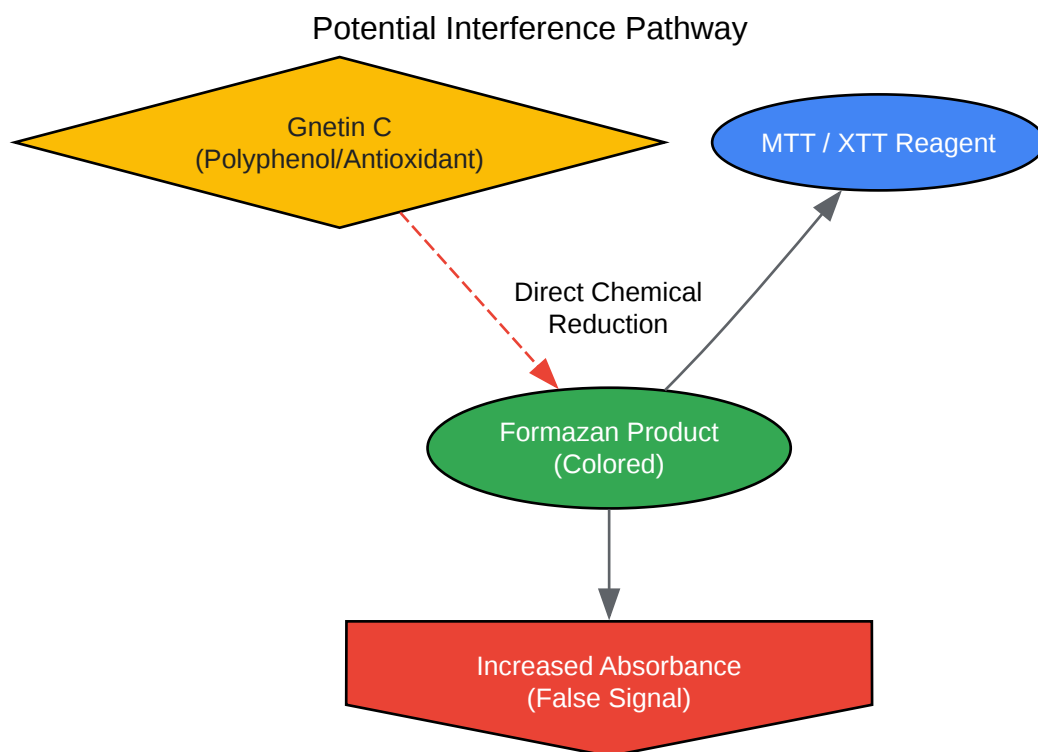 Potential Interference Pathway
Gnetin C
(Polyphenol/Antioxidant)
MTT / XTT Reagent
Direct Chemical
Reduction
Formazan Product
(Colored)
Increased Absorbance
(False Signal)